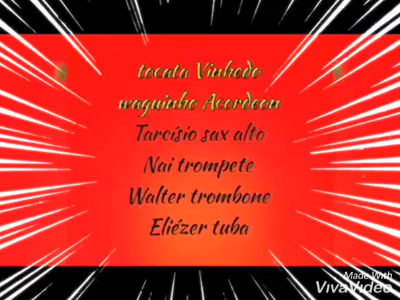 tocata Vinhedo
waguinho Acordeon
Tarcísio sax alto
Nai trompete
Walter trombone
Eliézer tuba
Made With
VivaVideo